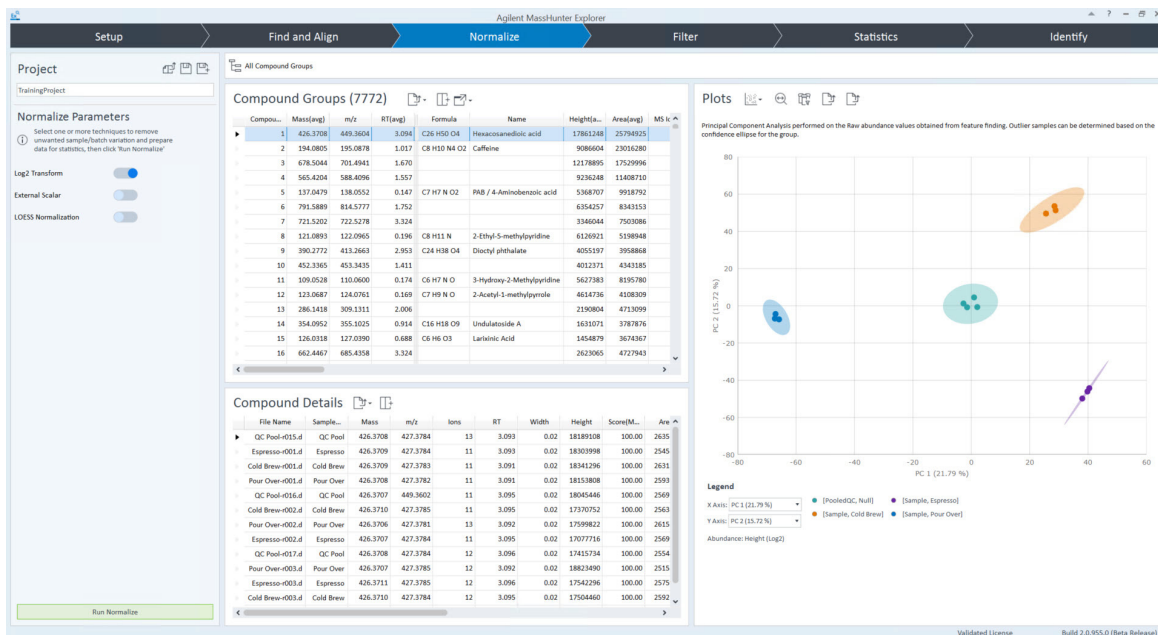 Agilent MassHunter Explorer
Setup Find and Align Normalize Filter Statistics Identify
Project
TrainingProject
Normalize Parameters
Select one or more techniques to remove
unwanted sample/batch variation and prepare
data for statistics, then click 'Run Normalize'
Log2 Transform
External Scalar
LOESS Normalization
Run Normalize
All Compound Groups
Compound Groups (7772)
Compou... Mass(avg) m/z RT(avg) Formula Name Height(a... Area(avg) MS Ic
1 426.3708 449.3604 3.094 C26 H50 O4 Hexacosanedioic acid 17861248 25794925
2 194.0805 195.0878 1.017 C8 H10 N4 O2 Caffeine 9086604 23016280
3 678.5044 701.4941 1.670 12178895 17529996
4 565.4204 588.4096 1.557 9236248 11408710
5 137.0479 138.0552 0.147 C7 H7 N O2 PAB / 4-Aminobenzoic acid 5368707 9918792
6 791.5889 814.5777 1.752 6354257 8343153
7 721.5202 722.5278 3.324 3346044 7503086
8 121.0893 122.0965 0.196 C8 H11 N 2-Ethyl-5-methylpyridine 6126921 5198948
9 390.2772 413.2663 2.953 C24 H38 O4 Dioctyl phthalate 4055197 3958868
10 452.3365 453.3435 1.411 4012371 4343185
11 109.0528 110.0600 0.174 C6 H7 N O 3-Hydroxy-2-Methylpyridine 5627383 8195780
12 123.0687 124.0761 0.169 C7 H9 N O 2-Acetyl-1-methylpyrrole 4614736 4108309
13 286.1418 309.1311 2.006 2190804 4713099
14 354.0952 355.1025 0.914 C16 H18 O9 Undulatoside A 1631071 3787876
15 126.0318 127.0390 0.688 C6 H6 O3 Larixinic Acid 1454879 3674367
16 662.4467 685.4358 3.324 2623065 4727943
Compound Details
File Name Sample... Mass m/z Ions RT Width Height Score(M... Are
QC Pool-r015.d QC Pool 426.3708 427.3784 13 3.093 0.02 18189108 100.00 2635
Espresso-r001.d Espresso 426.3709 427.3784 11 3.093 0.02 18303998 100.00 2545
Cold Brew-r001.d Cold Brew 426.3709 427.3783 11 3.091 0.02 18341296 100.00 2631
Pour Over-r001.d Pour Over 426.3708 427.3782 11 3.091 0.02 18153808 100.00 2593
QC Pool-r016.d QC Pool 426.3707 449.3602 11 3.095 0.02 18045446 100.00 2569
Cold Brew-r002.d Cold Brew 426.3710 427.3785 11 3.095 0.02 17370752 100.00 2563
Pour Over-r002.d Pour Over 426.3706 427.3781 13 3.092 0.02 17599822 100.00 2615
Espresso-r002.d Espresso 426.3707 427.3784 11 3.095 0.02 17077716 100.00 2569
QC Pool-r017.d QC Pool 426.3708 427.3784 12 3.096 0.02 17415734 100.00 2554
Pour Over-r003.d Pour Over 426.3707 427.3785 12 3.092 0.02 18823490 100.00 2515
Espresso-r003.d Espresso 426.3711 427.3785 12 3.096 0.02 17542296 100.00 2575
Cold Brew-r003.d Cold Brew 426.3710 427.3784 12 3.095 0.02 17504460 100.00 2592
Plots
Principal Component Analysis performed on the Raw abundance values obtained from feature finding. Outlier samples can be determined based on the
confidence ellipse for the group.
80
60
40
20
0
-20
-40
-60
-80
PC 2 (15.72 %)
-80 -60 -40 -20 0 20 40 60
PC 1 (21.79 %)
Legend
X Axis: PC 1 (21.79 %) [PooledQC, Null] [Sample, Espresso]
Y Axis: PC 2 (15.72 %) [Sample, Cold Brew] [Sample, Pour Over]
Abundance: Height (Log2)
Validated License Build 2.0.955.0 (Beta Release)